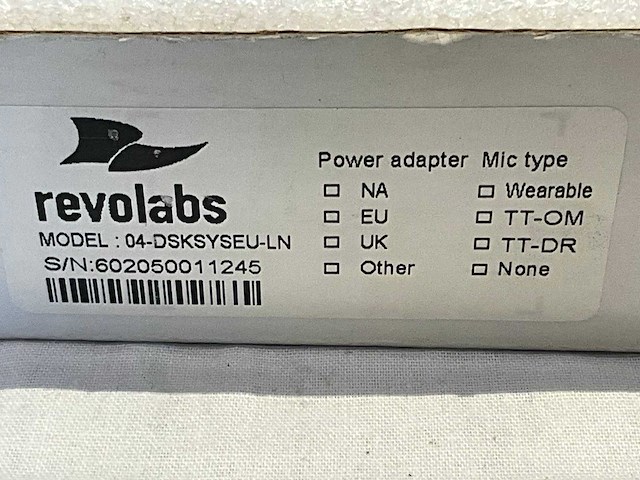 revolabs
MODEL : 04-DSKSYSEU-LN
S/N:602050011245
Power adapter
NA
EU
UK
Other
Mic type
Wearable
TT-OM
TT-DR
None